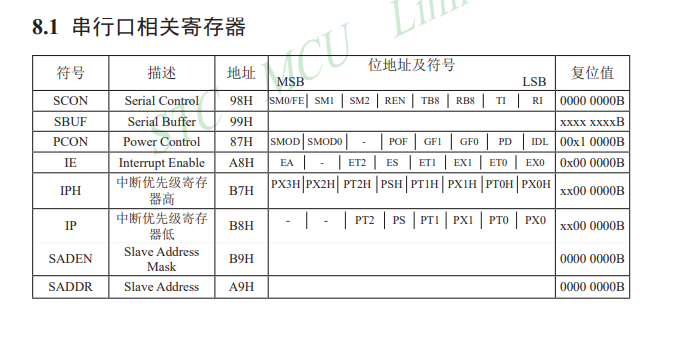 8.1 串行口相关寄存器
STC MCU Limi
符号 描述 地址 位地址及符号 复位值
MSB LSB
SCON Serial Control 98H SM0/FE SM1 SM2 REN TB8 RB8 TI RI 0000 0000B
SBUF Serial Buffer 99H xxxx xxxxB
PCON Power Control 87H SMOD SMOD0 - POF GF1 GF0 PD IDL 00x1 0000B
IE Interrupt Enable A8H EA - ET2 ES ET1 EX1 ET0 EX0 0x00 0000B
IPH 中断优先级寄存 B7H PX3H PX2H PT2H PSH PT1H PX1H PT0H PX0H xx00 0000B
器高
IP 中断优先级寄存 B8H - - PT2 PS PT1 PX1 PT0 PX0 xx00 0000B
器低
SADEN Slave Address B9H 0000 0000B
Mask
SADDR Slave Address A9H 0000 0000B